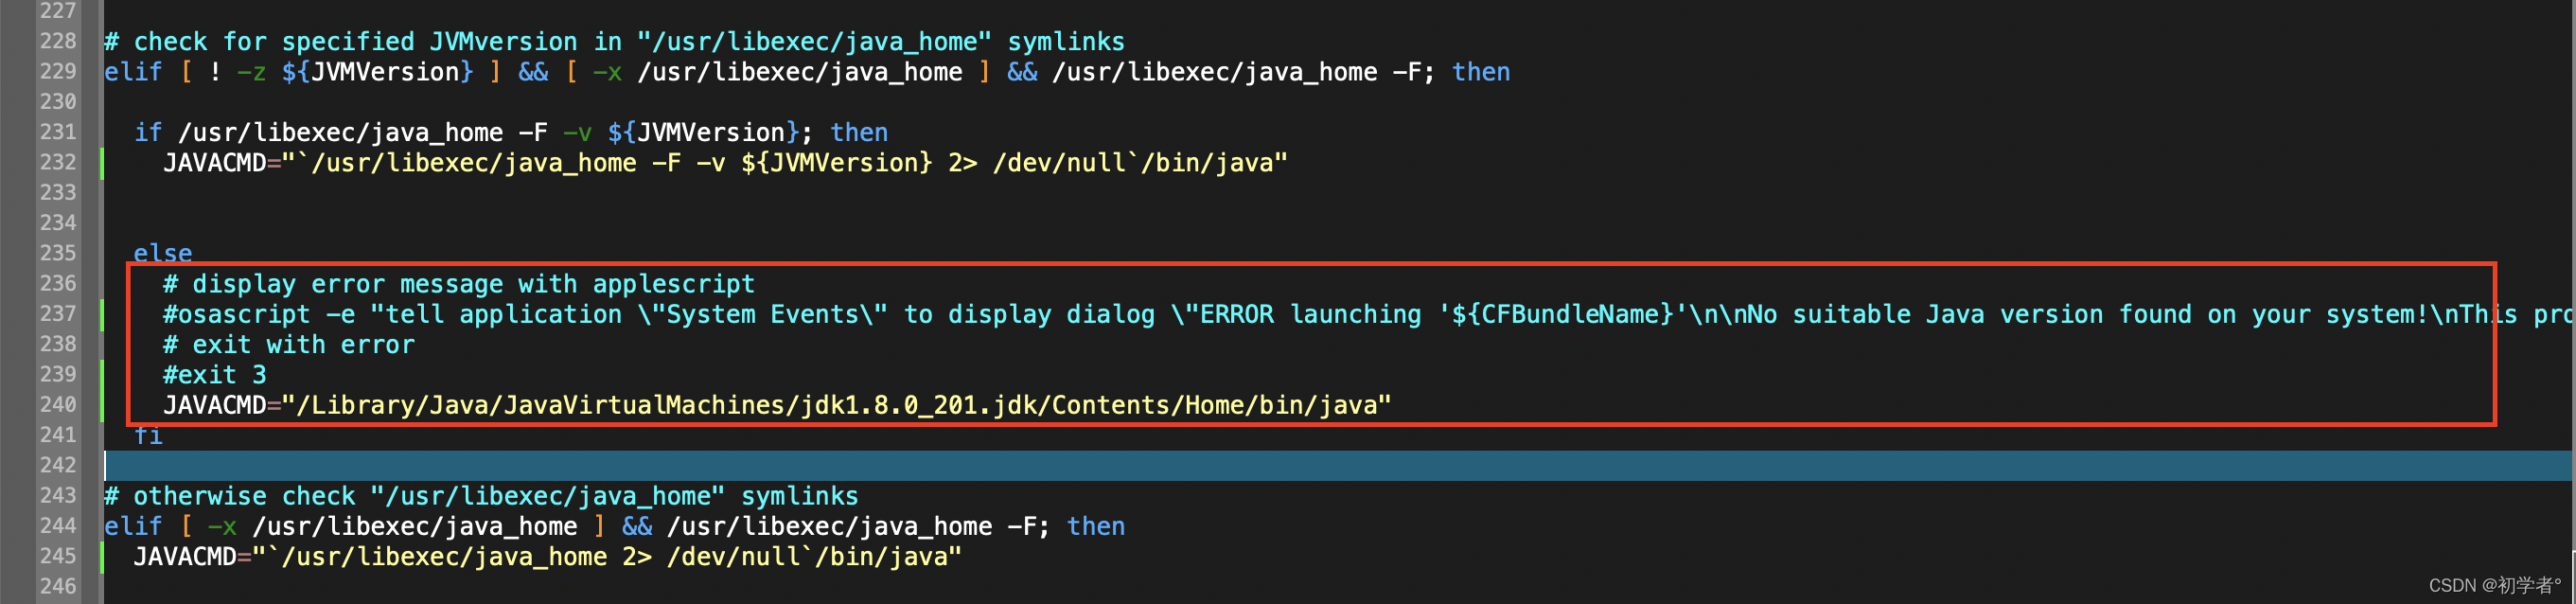 227
228 # check for specified JVMversion in "/usr/libexec/java_home" symlinks
229 elif [ ! -z ${JVMVersion} ] && [ -x /usr/libexec/java_home ] && /usr/libexec/java_home -F; then
230
231 if /usr/libexec/java_home -F -v ${JVMVersion}; then
232 JAVACMD="`/usr/libexec/java_home -F -v ${JVMVersion} 2> /dev/null`/bin/java"
233
234
235 else
236 # display error message with applescript
237 #osascript -e "tell application \"System Events\" to display dialog \"ERROR launching '${CFBundleName}'\n\nNo suitable Java version found on your system!\nThis pro
238 # exit with error
239 #exit 3
240 JAVACMD="/Library/Java/JavaVirtualMachines/jdk1.8.0_201.jdk/Contents/Home/bin/java"
241 fi
242
243 # otherwise check "/usr/libexec/java_home" symlinks
244 elif [ -x /usr/libexec/java_home ] && /usr/libexec/java_home -F; then
245 JAVACMD="`/usr/libexec/java_home 2> /dev/null`/bin/java"
246
CSDN @初学者°